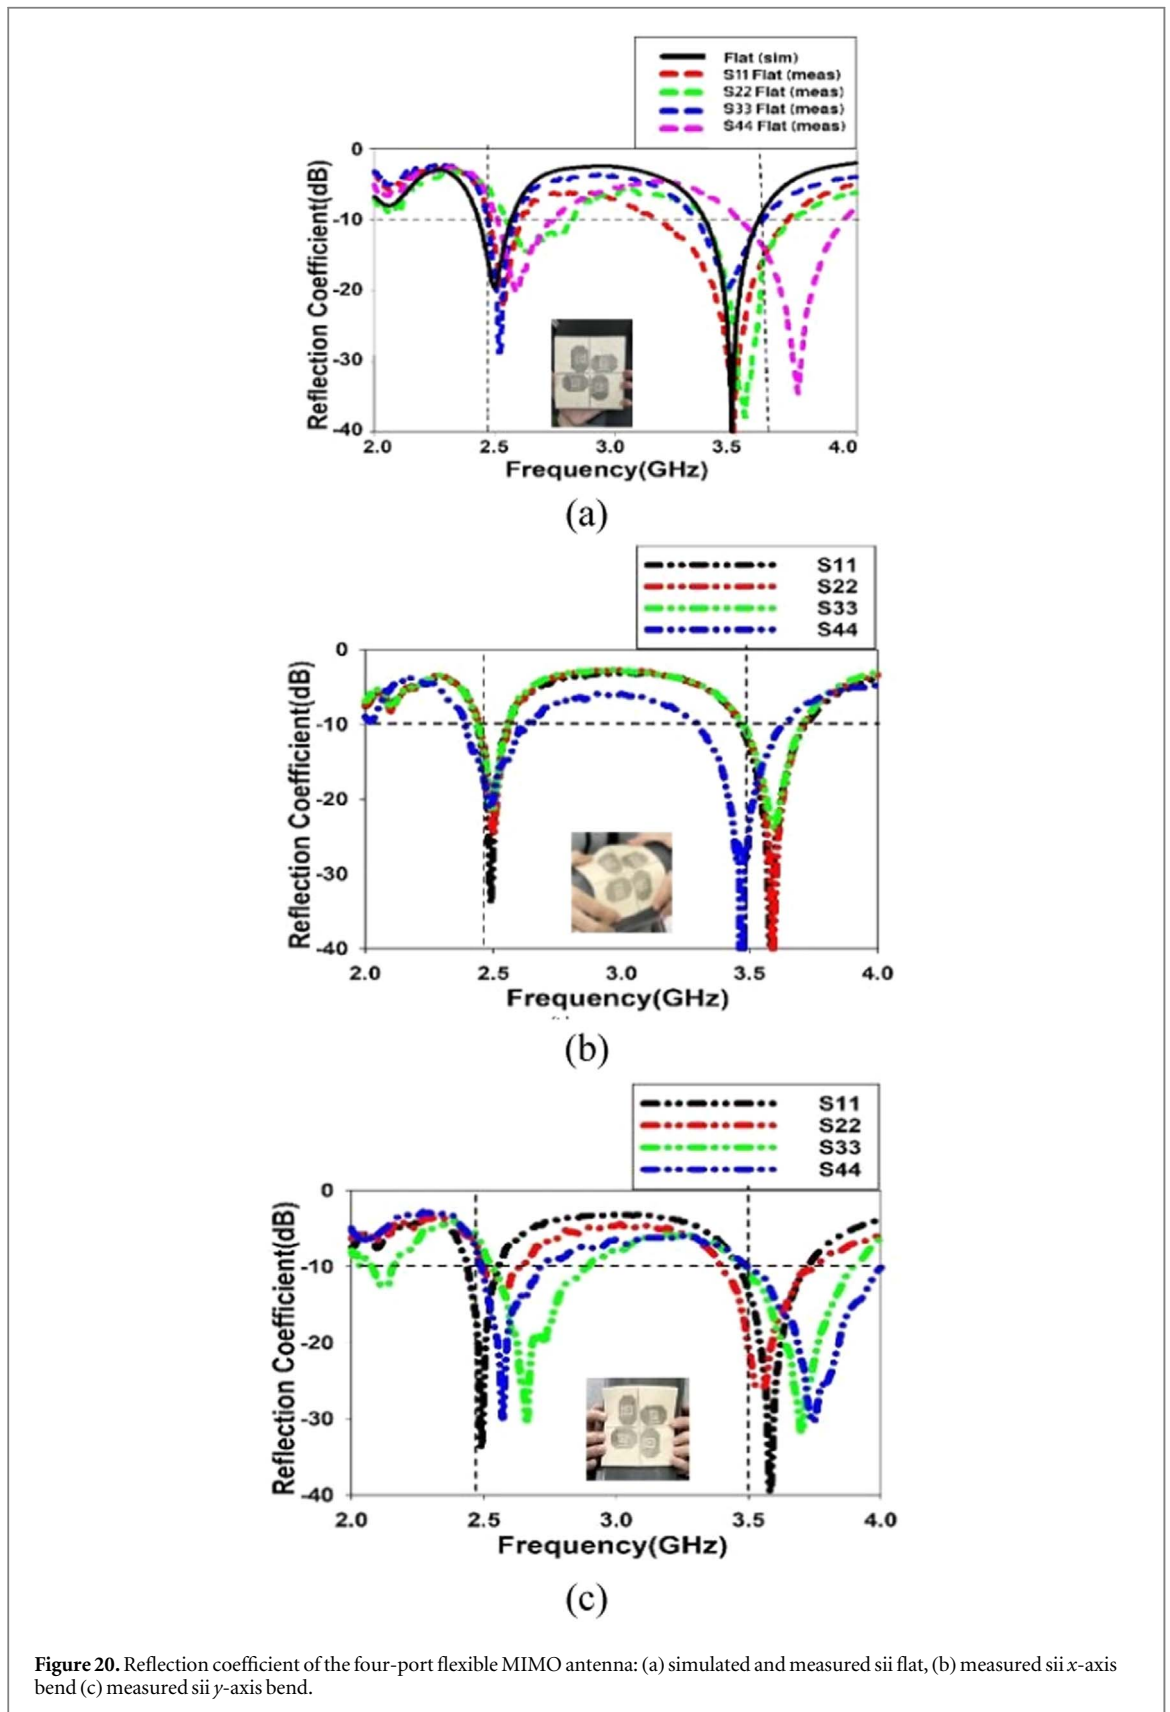 Flat (sim)
S11 Flat (meas)
S22 Flat (meas)
S33 Flat (meas)
S44 Flat (meas)
0
-10
-20
-30
-40
Reflection Coefficient(dB)
2.0 2.5 3.0 3.5 4.0
Frequency(GHz)
(a)
S11
S22
S33
S44
0
-10
-20
-30
-40
Reflection Coefficient(dB)
2.0 2.5 3.0 3.5 4.0
Frequency(GHz)
(b)
S11
S22
S33
S44
0
-10
-20
-30
-40
Reflection Coefficient(dB)
2.0 2.5 3.0 3.5 4.0
Frequency(GHz)
(c)
Figure 20. Reflection coefficient of the four-port flexible MIMO antenna: (a) simulated and measured sii flat, (b) measured sii x-axis
bend (c) measured sii y-axis bend.